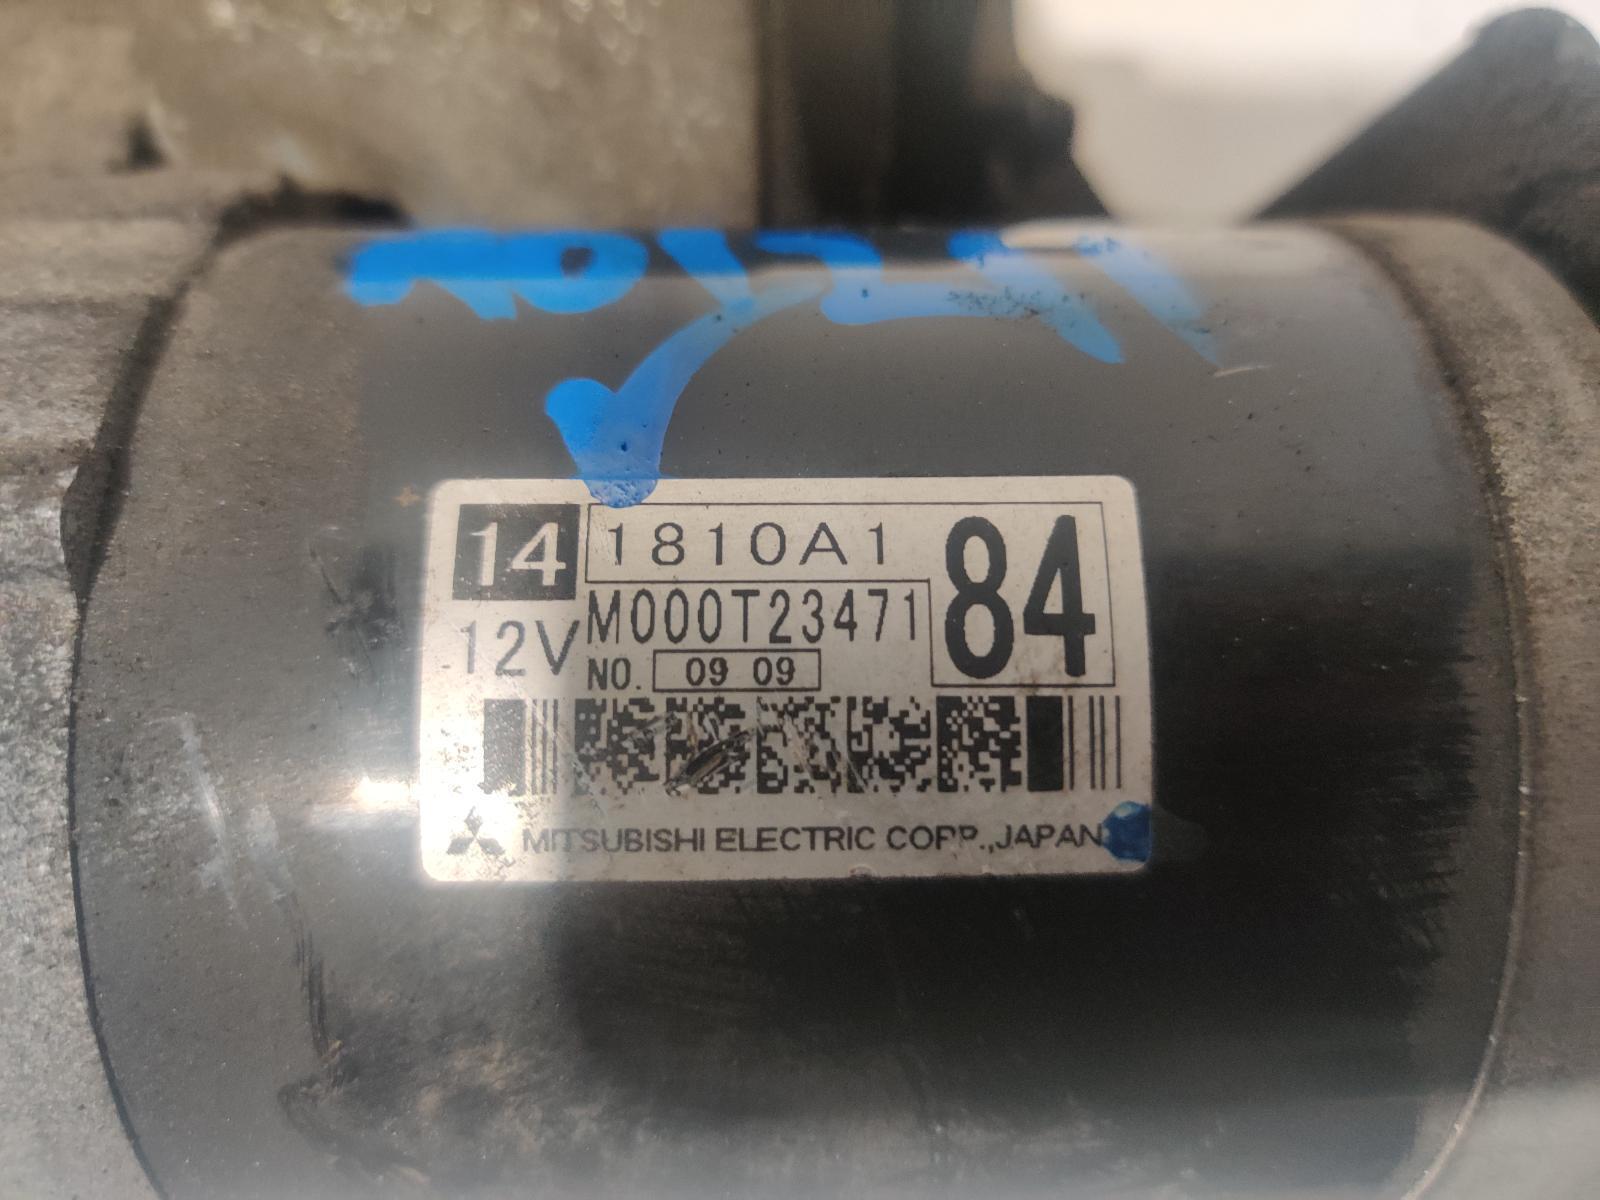 14 1810A1 84
12V M000T23471
NO. 09 09
MITSUBISHI ELECTRIC CORP.,JAPAN